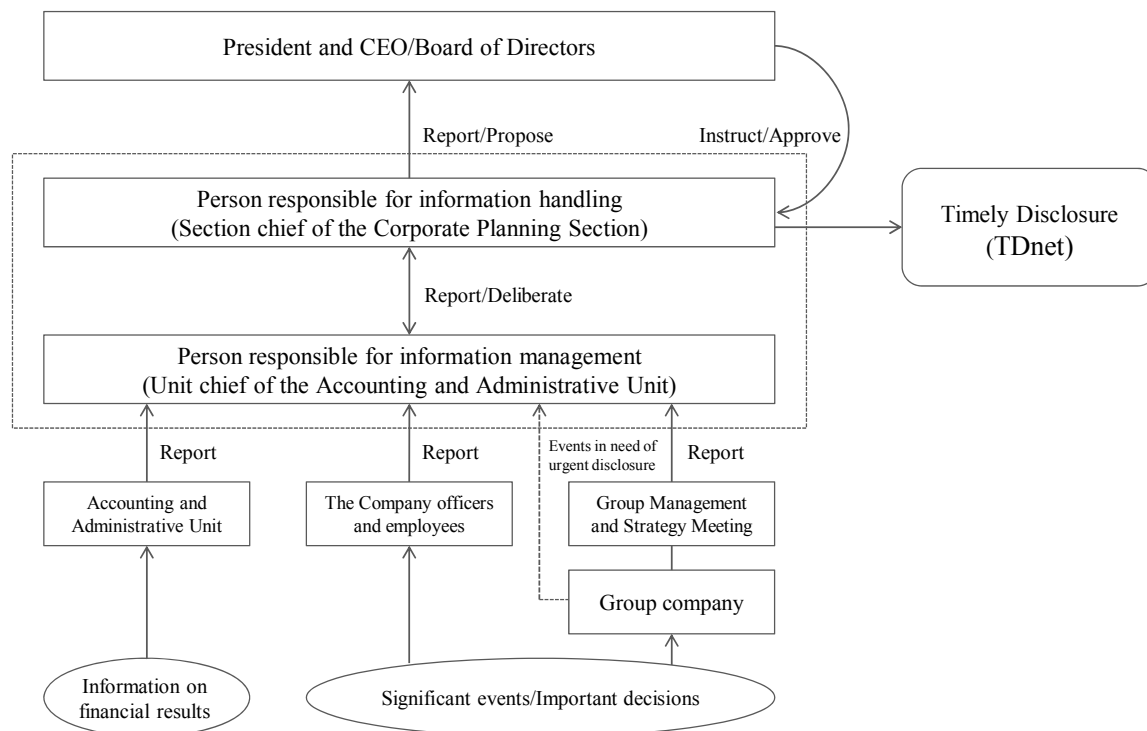 President and CEO/Board of Directors
Report/Propose
Instruct/Approve
Person responsible for information handling
(Section chief of the Corporate Planning Section)
Timely Disclosure
(TDnet)
Report/Deliberate
Person responsible for information management
(Unit chief of the Accounting and Administrative Unit)
Report
Report
Events in need of
urgent disclosure
Report
Accounting and
Administrative Unit
The Company officers
and employees
Group Management
and Strategy Meeting
Group company
Information on
financial results
Significant events/Important decisions